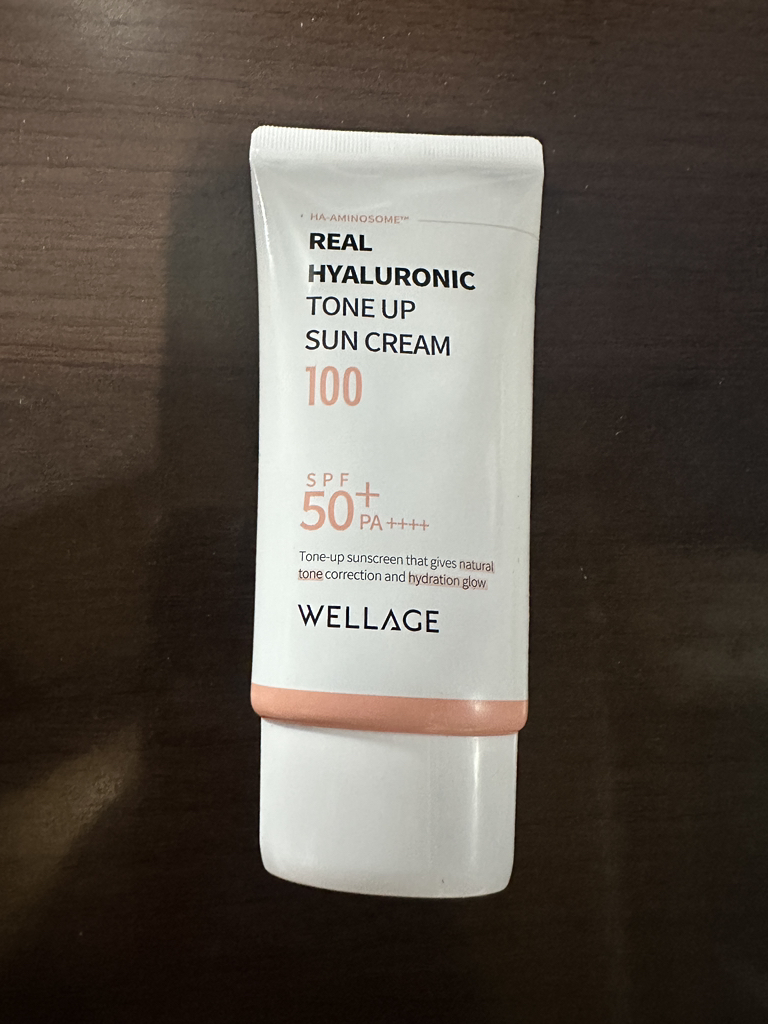 HA-AMINOSOME™
REAL
HYALURONIC
TONE UP
SUN CREAM
100
SPF
50+
PA++++
Tone-up sunscreen that gives natural
tone correction and hydration glow
WELLAGE